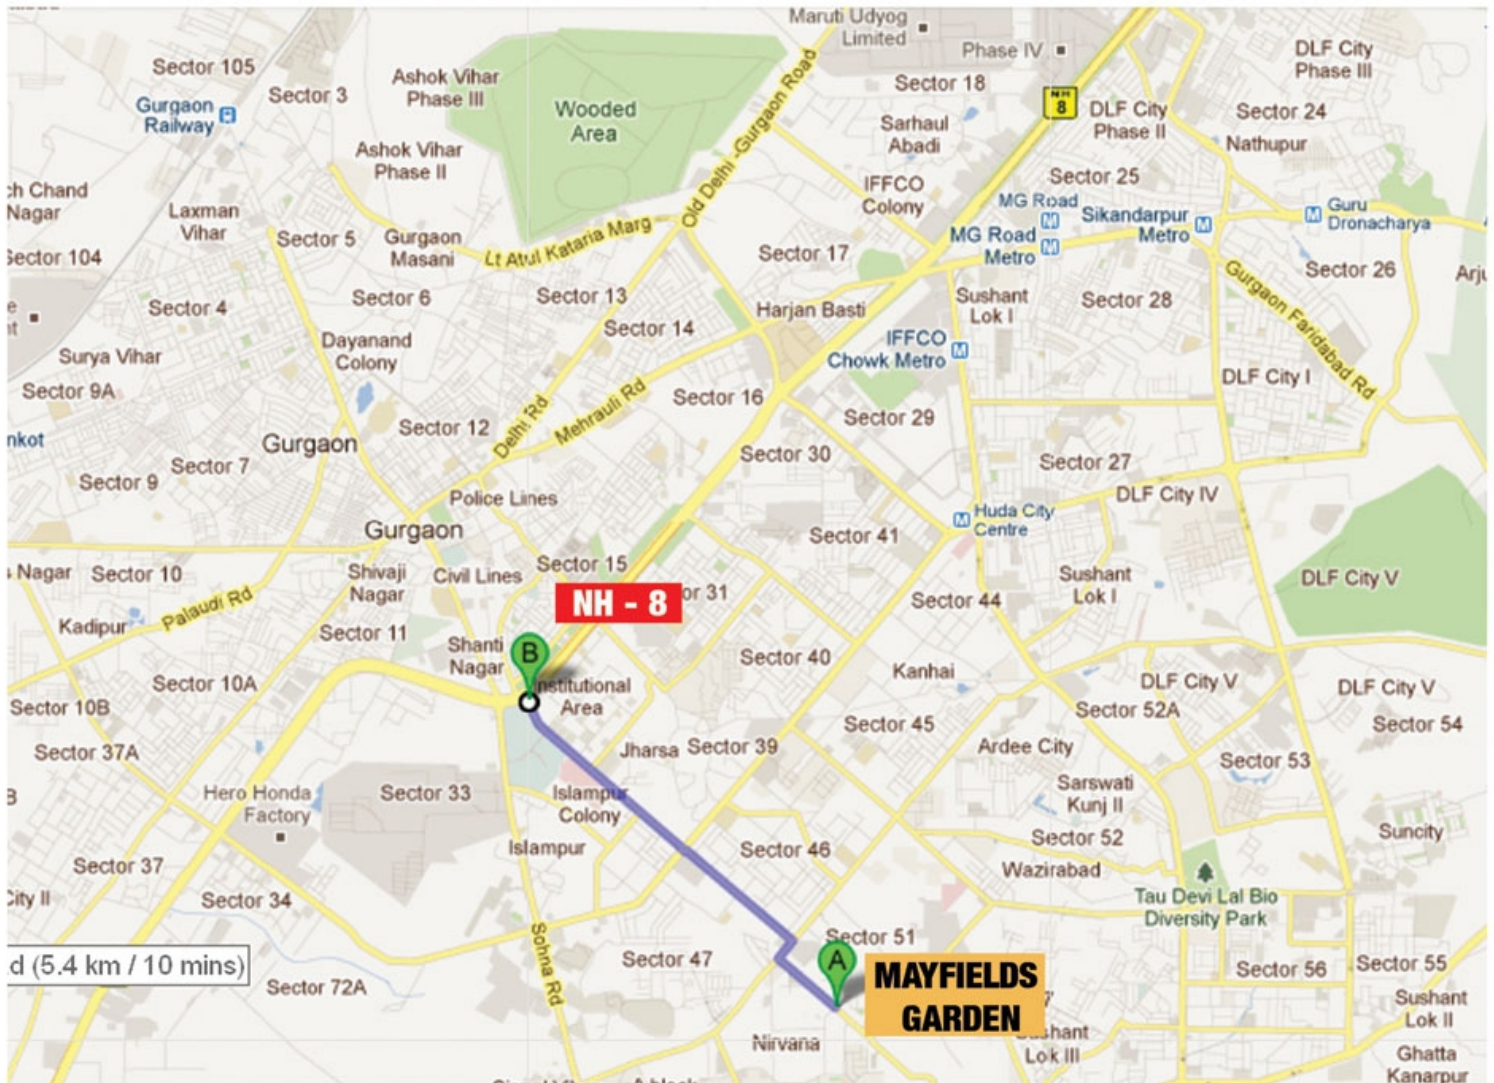 Maruti Udyog
Limited
Phase IV
DLF City
Phase III
Sector 105
Sector 3
Ashok Vihar
Phase III
Wooded
Area
Old Delhi -Gurgaon Road
Sector 18
NH
8
DLF City
Phase II
Sector 24
Gurgaon
Railway
Sarhaul
Abadi
Nathupur
Ashok Vihar
Phase II
Sector 25
ch Chand
Nagar
Laxman
Vihar
IFFCO
Colony
MG Road
Sikandarpur
Metro
Guru
Dronacharya
Sector 5
Gurgaon
Masani
Lt Atul Kataria Marg
Sector 17
MG Road
Metro
Sector 104
Sector 26
Arju
Sector 4
Sector 6
Sector 13
Harjan Basti
Sushant
Lok I
Sector 28
Gurgaon Faridabad Rd
Sector 14
Surya Vihar
Dayanand
Colony
IFFCO
Chowk Metro
DLF City I
Sector 9A
Sector 16
Sector 29
Delhi Rd
Mehrauli Rd
Sector 12
nkot
Gurgaon
Sector 7
Sector 9
Sector 30
Sector 27
Police Lines
DLF City IV
Gurgaon
Huda City
Centre
Sector 41
Nagar
Sector 10
Shivaji
Nagar
Civil Lines
Sector 15
Sushant
Lok I
DLF City V
NH - 8
or 31
Sector 44
Palaudi Rd
Kadipur
Sector 11
Shanti
Nagar
B
Sector 40
Kanhai
Sector 10A
nstitutional
Area
DLF City V
DLF City V
Sector 10B
Sector 52A
Sector 54
Sector 37A
Jharsa
Sector 39
Sector 45
Ardee City
Sector 53
B
Hero Honda
Factory
Sector 33
Islampur
Colony
Sarswati
Kunj II
Suncity
Islampur
Sector 46
Sector 52
Sector 37
Wazirabad
City II
Sector 34
Tau Devi Lal Bio
Diversity Park
Sohna Rd
Sector 51
.d (5.4 km / 10 mins)
Sector 47
A
MAYFIELDS
GARDEN
Sector 56
Sector 55
Sector 72A
Sushant
Lok II
Nirvana
shant
Lok III
Ghatta
Kanarpur